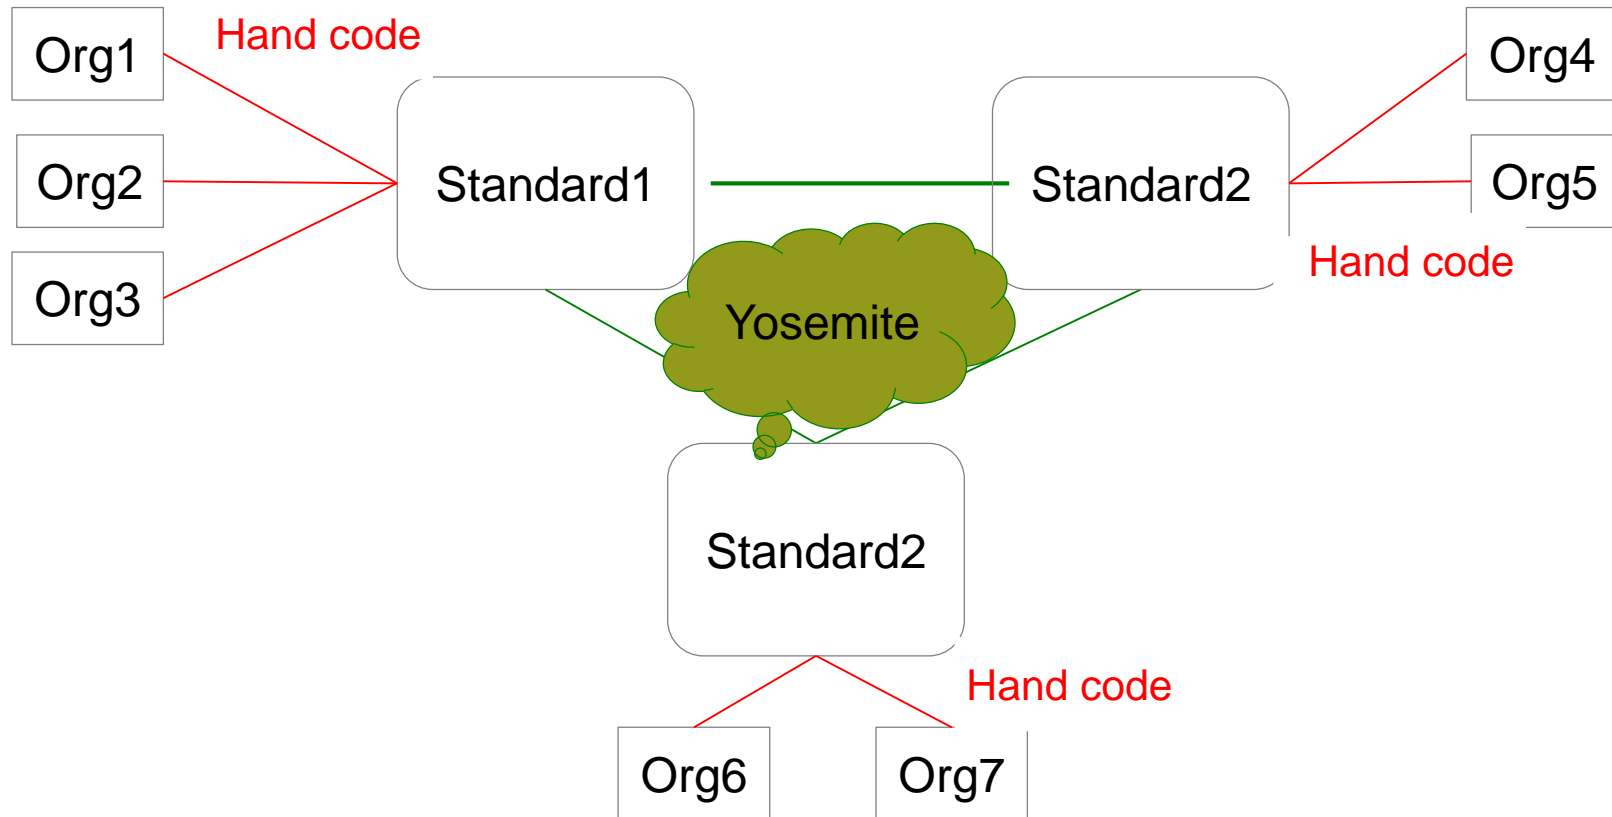 Org1
Hand code
Org4
Org2
Standard1
Standard2
Org5
Hand code
Org3
Yosemite
Standard2
Hand code
Org6
Org7